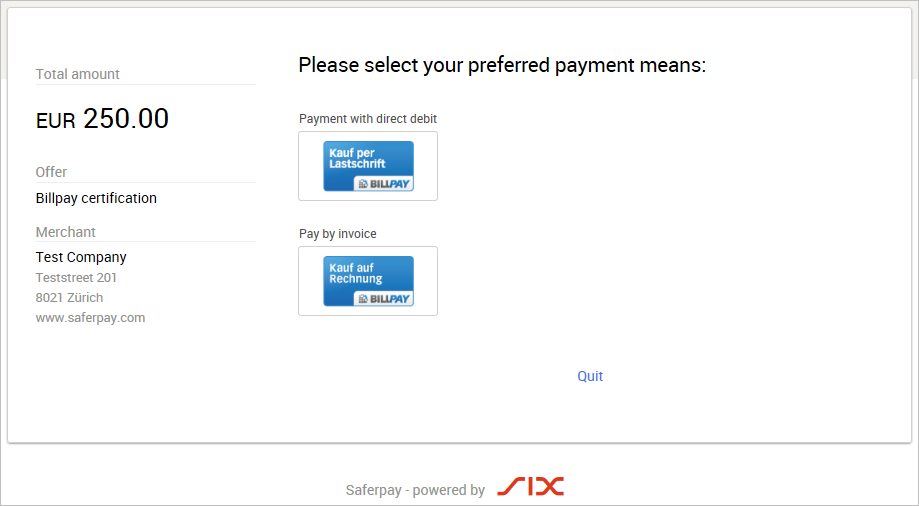 Total amount
EUR 250.00
Offer
Billpay certification
Merchant
Test Company
Teststreet 201
8021 Zürich
www.saferpay.com
Please select your preferred payment means:
Payment with direct debit
Kauf per
Lastschrift
BILLPAY
Pay by invoice
Kauf auf
Rechnung
BILLPAY
Quit
Saferpay - powered by SIX